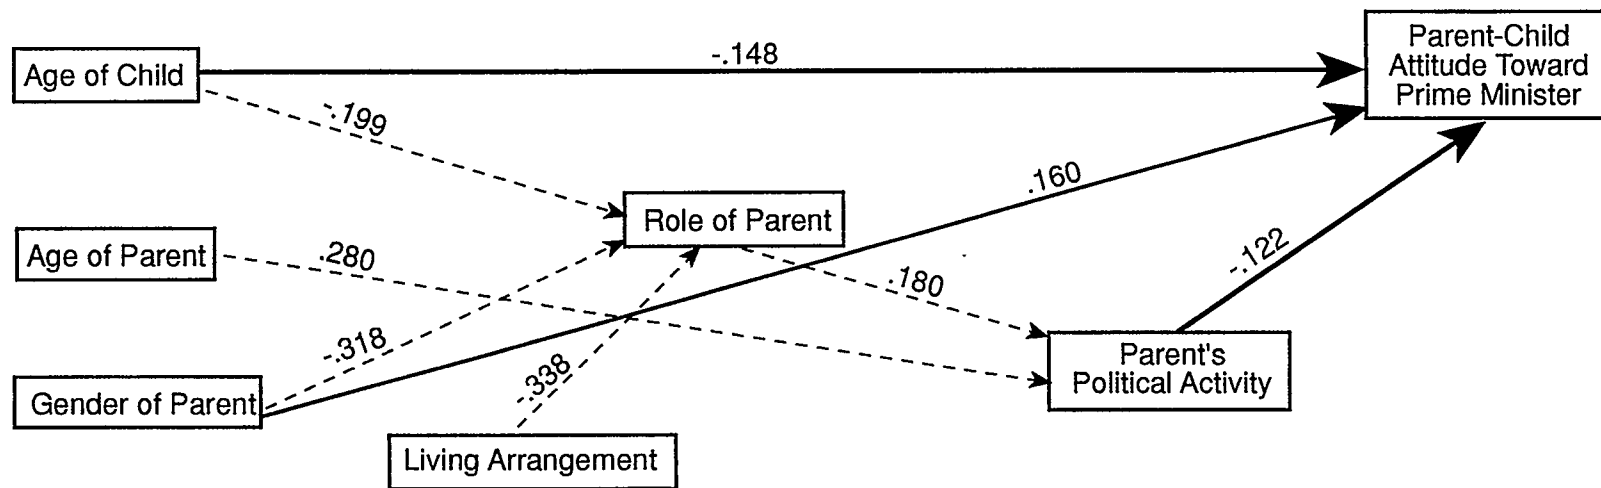 Parent-Child
Attitude Toward
Prime Minister
-.148
Age of Child
-.199
.160
Role of Parent
Age of Parent
.280
-.122
.180
-.318
Parent's
Political Activity
-.338
Gender of Parent
Living Arrangement